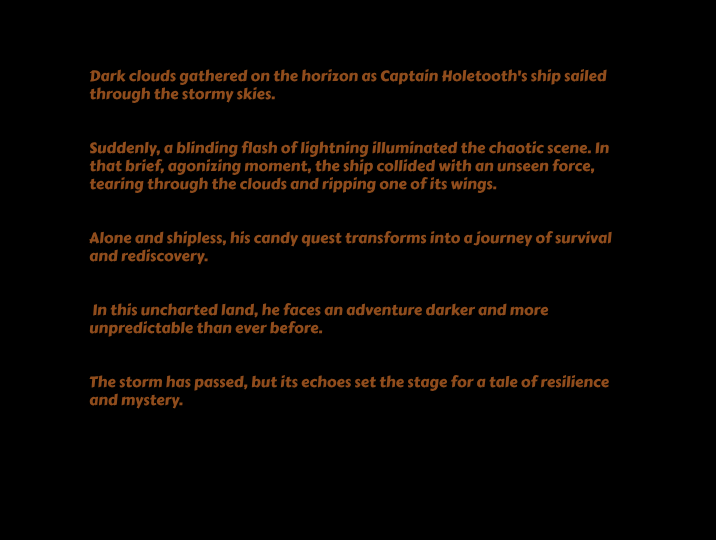 Dark clouds gathered on the horizon as Captain Holetooth's ship sailed
through the stormy skies.
Suddenly, a blinding flash of lightning illuminated the chaotic scene. In
that brief, agonizing moment, the ship collided with an unseen force,
tearing through the clouds and ripping one of its wings.
Alone and shipless, his candy quest transforms into a journey of survival
and rediscovery.
In this uncharted land, he faces an adventure darker and more
unpredictable than ever before.
The storm has passed, but its echoes set the stage for a tale of resilience
and mystery.